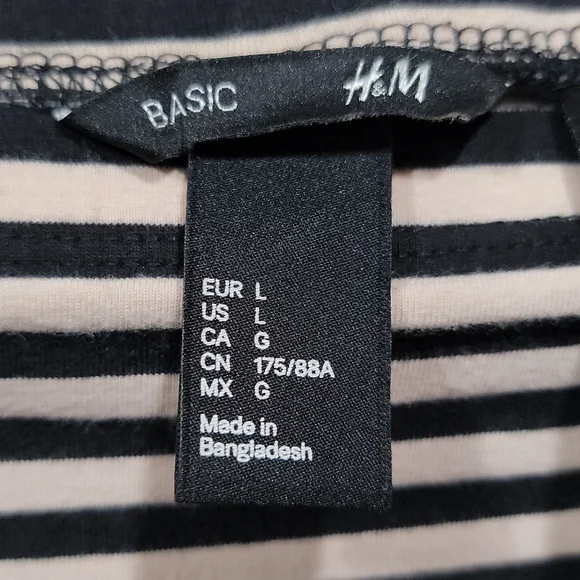 BASIC H&M
EUR L
US L
CA G
CN 175/88A
MX G
Made in
Bangladesh